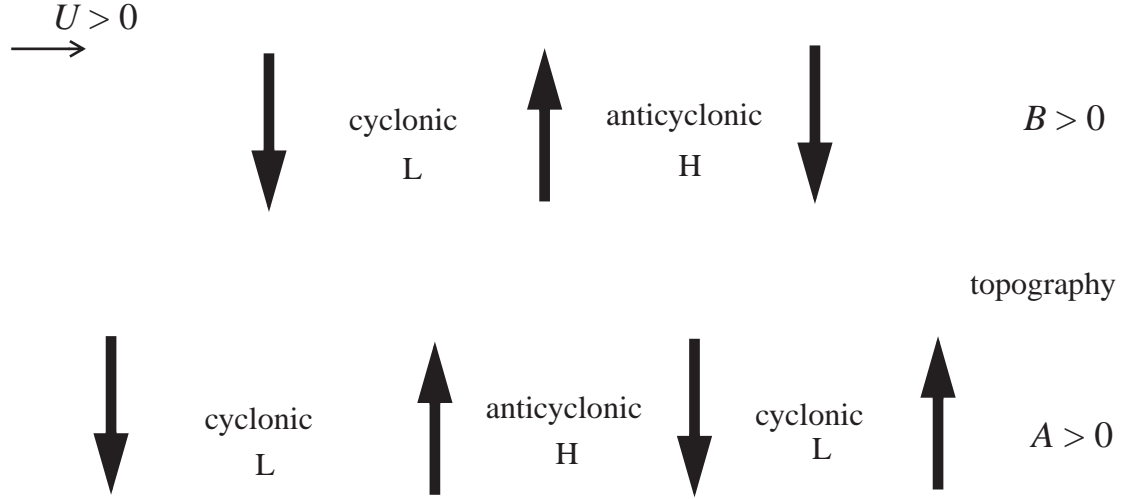 U > 0
cyclonic
L
anticyclonic
H
B > 0
topography
cyclonic
L
anticyclonic
H
cyclonic
L
A > 0